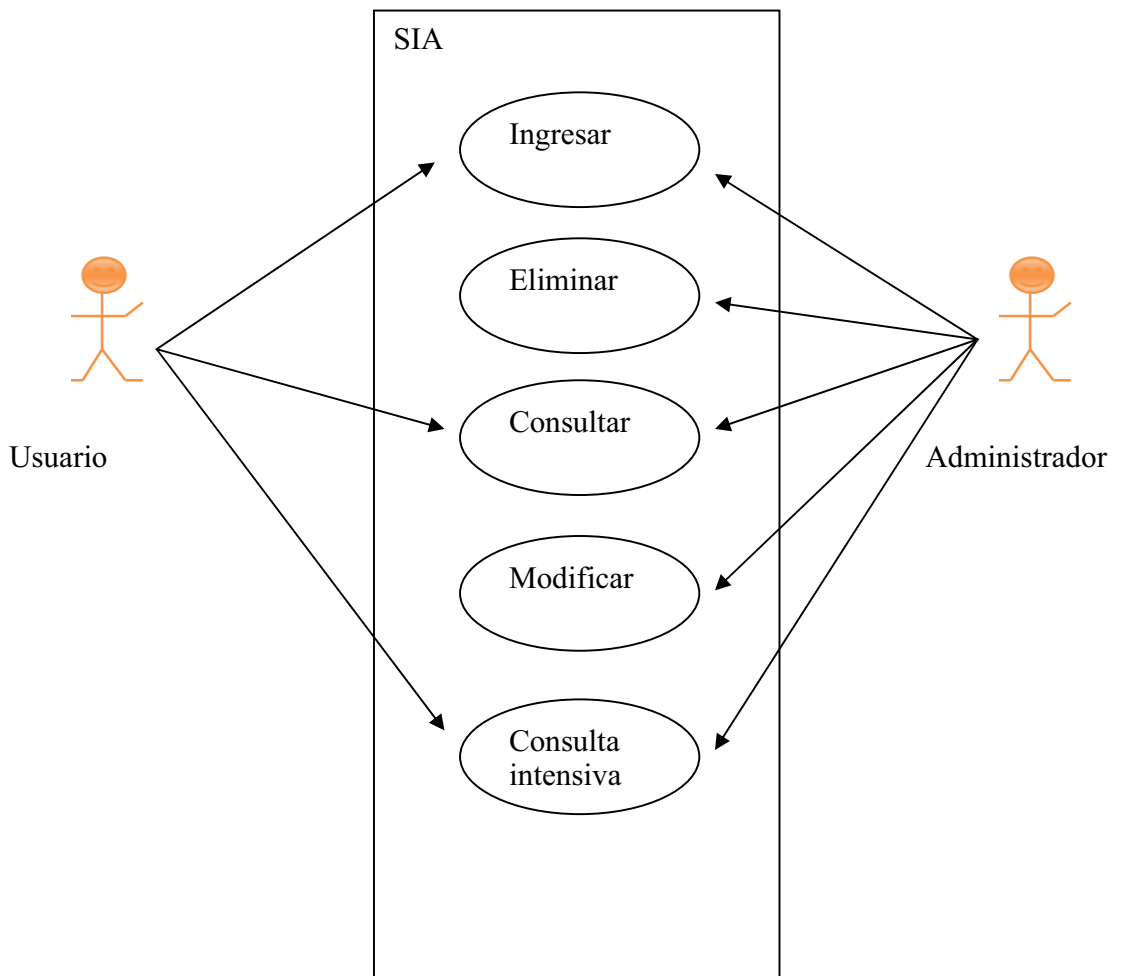 SIA
Ingresar
Eliminar
Consultar
Usuario
Administrador
Modificar
Consulta
intensiva